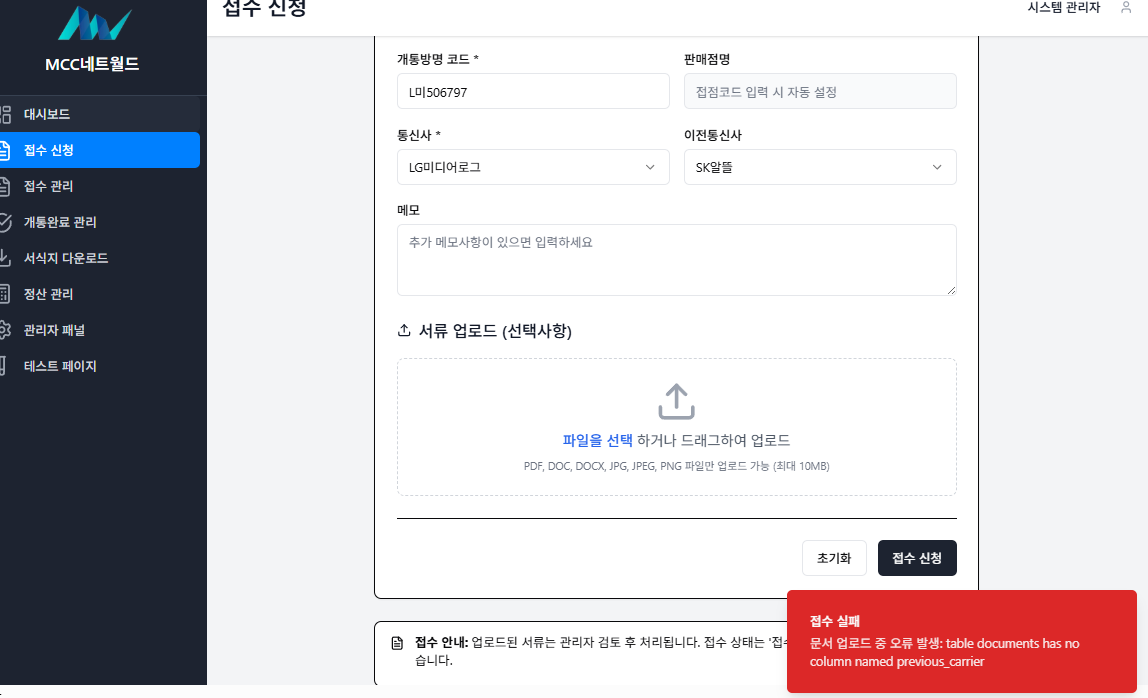 MCC네트월드
대시보드
접수 신청
접수 관리
개통완료 관리
서식지 다운로드
정산 관리
관리자 패널
테스트 페이지
접수 신청
시스템 관리자
개통방명 코드 *
판매점명
L미506797
접점코드 입력 시 자동 설정
통신사 *
이전통신사
LG미디어로그
SK알뜰
메모
추가 메모사항이 있으면 입력하세요
서류 업로드 (선택사항)
파일을 선택 하거나 드래그하여 업로드
PDF, DOC, DOCX, JPG, JPEG, PNG 파일만 업로드 가능 (최대 10MB)
초기화
접수 신청
접수 안내: 업로드된 서류는 관리자 검토 후 처리됩니다. 접수 상태는 '접수
습니다.
접수 실패
문서 업로드 중 오류 발생: table documents has no
column named previous_carrier